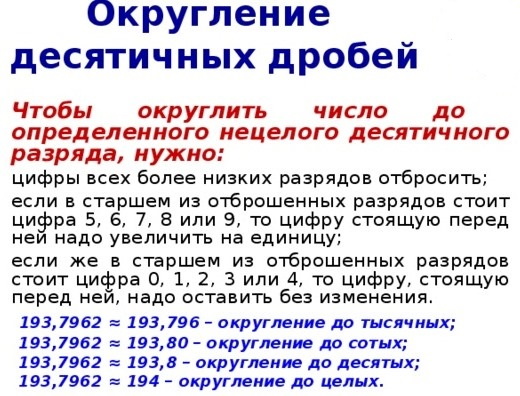 Округление
десятичных дробей
Чтобы округлить число до
определенного нецелого десятичного
разряда, нужно:
цифры всех более низких разрядов отбросить;
если в старшем из отброшенных разрядов стоит
цифра 5, 6, 7, 8 или 9, то цифру стоящую перед
ней надо увеличить на единицу;
если же в старшем из отброшенных разрядов
стоит цифра 0, 1, 2, 3 или 4, то цифру, стоящую
перед ней, надо оставить без изменения.
193,7962 ≈ 193,796 – округление до тысячных;
193,7962 ≈ 193,80 – округление до сотых;
193,7962 ≈ 193,8 – округление до десятых;
193,7962 ≈ 194 – округление до целых.